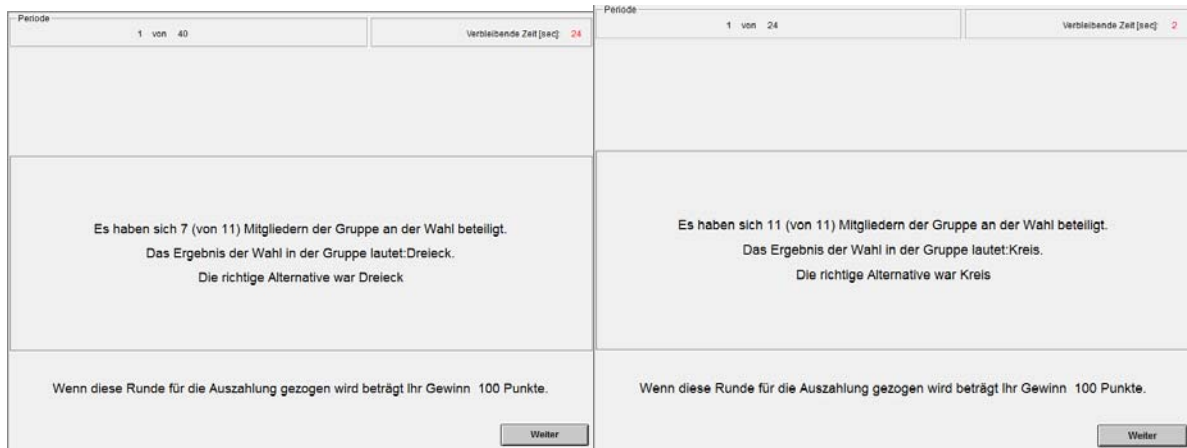 Periode
1 von 40
Verbleibende Zeit [sec]: 24
Es haben sich 7 (von 11) Mitgliedern der Gruppe an der Wahl beteiligt.
Das Ergebnis der Wahl in der Gruppe lautet:Dreieck.
Die richtige Alternative war Dreieck
Wenn diese Runde für die Auszahlung gezogen wird beträgt Ihr Gewinn 100 Punkte.
Weiter
Periode
1 von 24
Verbleibende Zeit [sec]: 2
Es haben sich 11 (von 11) Mitgliedern der Gruppe an der Wahl beteiligt.
Das Ergebnis der Wahl in der Gruppe lautet:Kreis.
Die richtige Alternative war Kreis
Wenn diese Runde für die Auszahlung gezogen wird beträgt Ihr Gewinn 100 Punkte.
Weiter